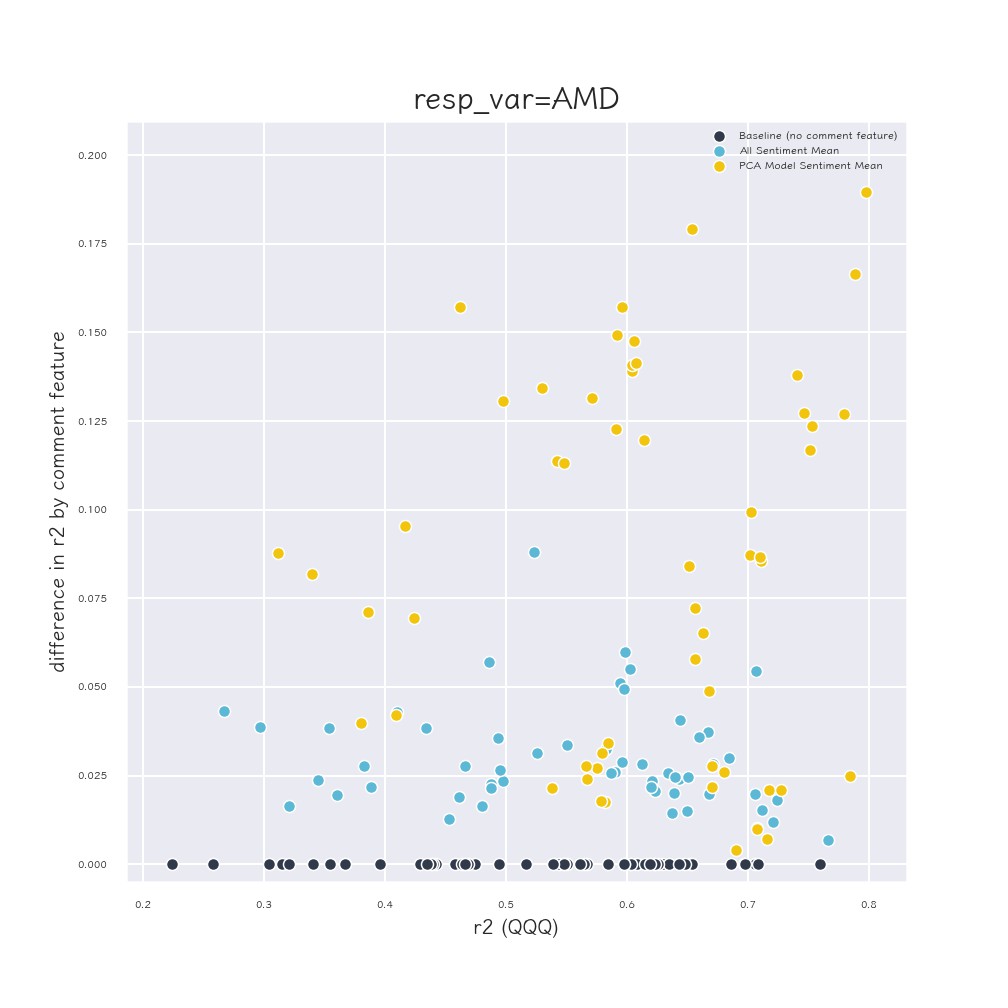 resp_var=AMD
Baseline (no comment feature)
All Sentiment Mean
PCA Model Sentiment Mean
difference in r2 by comment feature
0.200
0.175
0.150
0.125
0.100
0.075
0.050
0.025
0.000
0.2 0.3 0.4 0.5 0.6 0.7 0.8
r2 (QQQ)